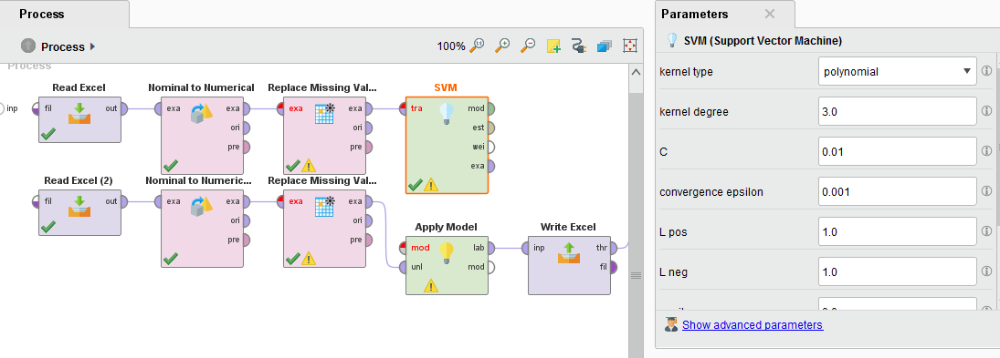 Process
Process
100%
Process
inp
Read Excel
fil
out
Nominal to Numerical
exa
exa
ori
pre
Replace Missing Val...
exa
exa
ori
pre
SVM
tra
mod
est
wei
exa
Read Excel (2)
fil
out
Nominal to Numeric...
exa
exa
ori
pre
Replace Missing Val...
exa
exa
ori
pre
Apply Model
mod
lab
unl
mod
Write Excel
inp
thr
fil
Parameters
SVM (Support Vector Machine)
kernel type
polynomial
kernel degree
3.0
C
0.01
convergence epsilon
0.001
L pos
1.0
L neg
1.0
Show advanced parameters